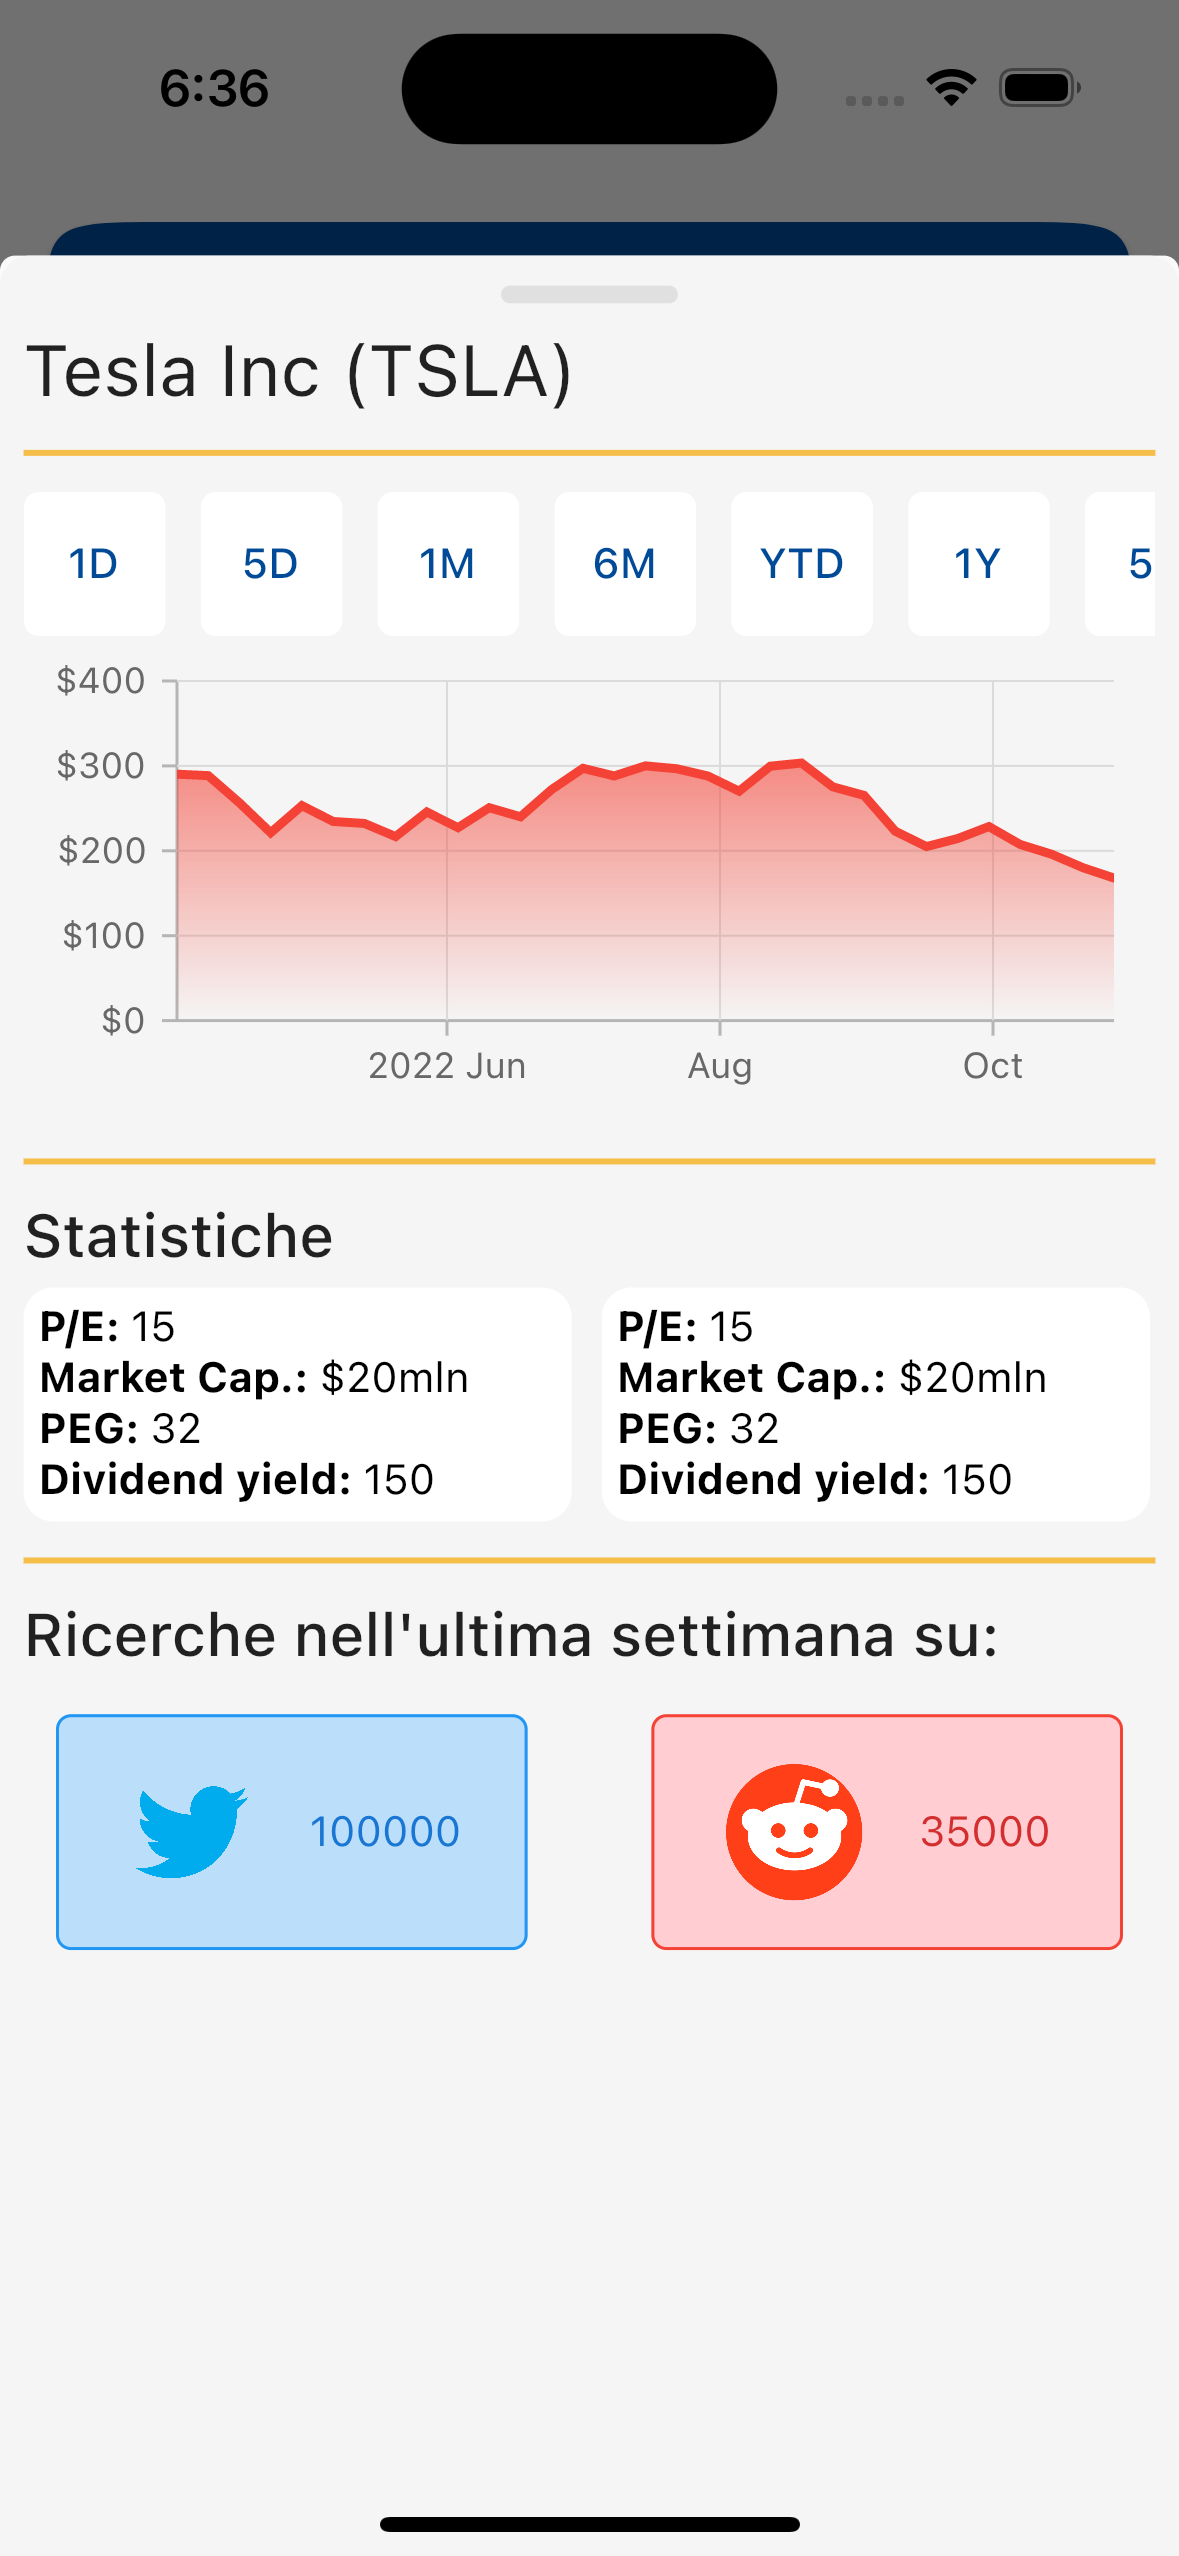 6:36
Tesla Inc (TSLA)
1D 5D 1M 6M YTD 1Y 5
$400
$300
$200
$100
$0
2022 Jun Aug Oct
Statistiche
P/E: 15
Market Cap.: $20mln
PEG: 32
Dividend yield: 150
P/E: 15
Market Cap.: $20mln
PEG: 32
Dividend yield: 150
Ricerche nell'ultima settimana su:
100000
35000